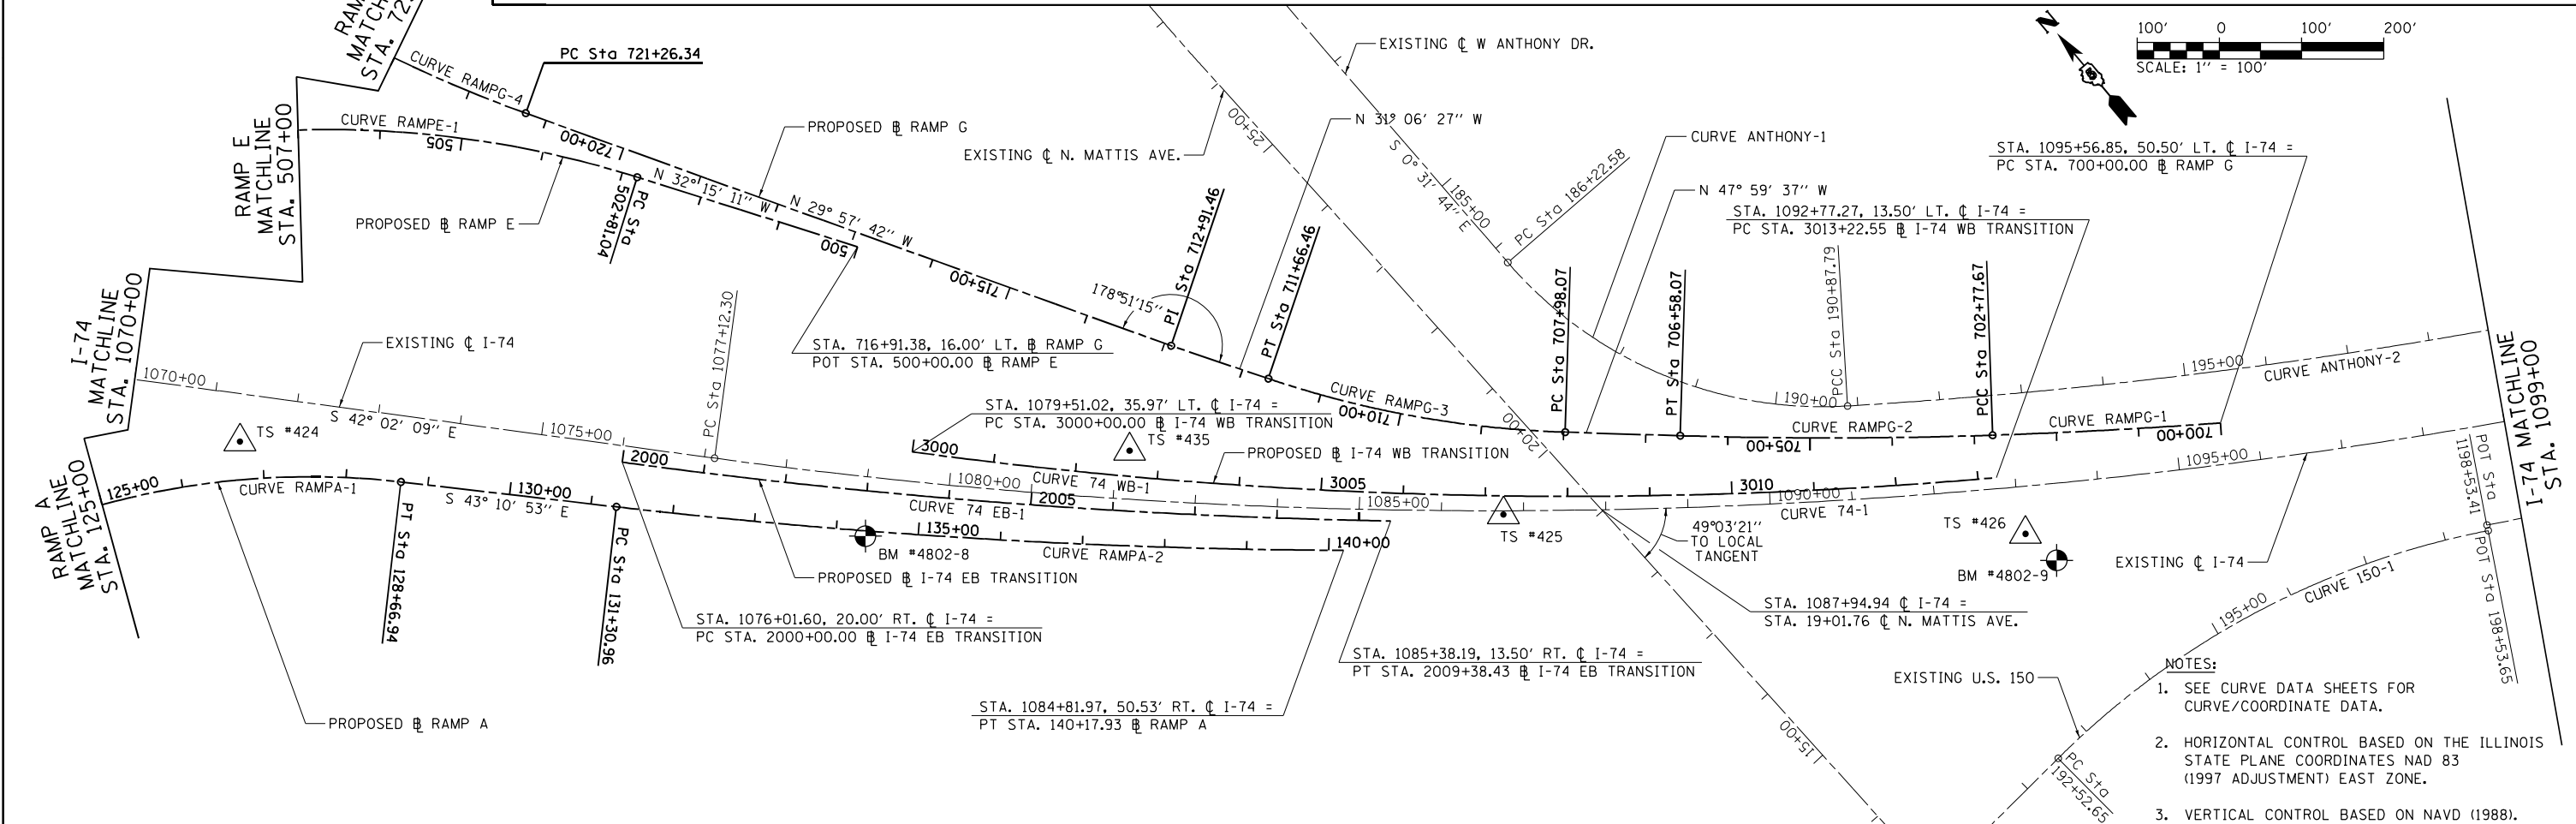 RAM
MATCH
STA. 72
RAMP E
MATCHLINE
STA. 507+00
I-74
MATCHLINE
STA. 1070+00
RAMP A
MATCHLINE
STA. 125+00
CURVE RAMPG-4
PC Sta 721+26.34
CURVE RAMPE-1
505
720+00
PROPOSED ℄ RAMP G
EXISTING ℄ N. MATTIS AVE.
EXISTING ℄ W ANTHONY DR.
N 31° 06' 27'' W
25+00
S 0° 31' 44'' E
185+00
PC Sta 186+22.58
CURVE ANTHONY-1
N 47° 59' 37'' W
N
5
100' 0 100' 200'
SCALE: 1'' = 100'
STA. 1095+56.85, 50.50' LT. ℄ I-74 =
PC STA. 700+00.00 ␢ RAMP G
STA. 1092+77.27, 13.50' LT. ℄ I-74 =
PC STA. 3013+22.55 ␢ I-74 WB TRANSITION
PROPOSED ␢ RAMP E
PC Sta
502+81.04
N 32° 15' 11'' W
N 29° 57' 42'' W
500
715+00
178°51'15''
PI Sta 712+91.46
PT Sta 711+66.46
STA. 716+91.38, 16.00' LT. ␢ RAMP G
POT STA. 500+00.00 ␢ RAMP E
CURVE RAMPG-3
710+00
20+00
PC Sta 707+98.07
PT Sta 706+58.07
PCC Sta 190+87.79
PCC Sta 702+77.67
190+00
195+00
CURVE ANTHONY-2
CURVE RAMPG-2
705+00
CURVE RAMPG-1
700+00
EXISTING ℄ I-74
1070+00
S 42° 02' 09'' E
1075+00
PC Sta 1077+12.30
TS #424
STA. 1079+51.02, 35.97' LT. ℄ I-74 =
PC STA. 3000+00.00 ␢ I-74 WB TRANSITION
TS #435
PROPOSED ␢ I-74 WB TRANSITION
2000
3000
CURVE 74 WB-1
1080+00
2005
3005
1085+00
3010
1090+00
1095+00
CURVE 74-1
I-74 MATCHLINE
STA. 1099+00
POT Sta
1198+53.41
POT Sta 198+53.65
125+00
CURVE RAMPA-1
S 43° 10' 53'' E
130+00
PT Sta 128+66.94
PC Sta 131+30.96
CURVE 74 EB-1
135+00
BM #4802-8
CURVE RAMPA-2
140+00
TS #425
49°03'21''
TO LOCAL
TANGENT
TS #426
BM #4802-9
EXISTING ℄ I-74
CURVE 150-1
195+00
PROPOSED ␢ I-74 EB TRANSITION
STA. 1076+01.60, 20.00' RT. ℄ I-74 =
PC STA. 2000+00.00 ␢ I-74 EB TRANSITION
STA. 1087+94.94 ℄ I-74 =
STA. 19+01.76 ℄ N. MATTIS AVE.
STA. 1085+38.19, 13.50' RT. ℄ I-74 =
PT STA. 2009+38.43 ␢ I-74 EB TRANSITION
STA. 1084+81.97, 50.53' RT. ℄ I-74 =
PT STA. 140+17.93 ␢ RAMP A
PROPOSED ␢ RAMP A
15+00
EXISTING U.S. 150
PC Sta
192+52.65
NOTES:
1. SEE CURVE DATA SHEETS FOR
CURVE/COORDINATE DATA.
2. HORIZONTAL CONTROL BASED ON THE ILLINOIS
STATE PLANE COORDINATES NAD 83
(1997 ADJUSTMENT) EAST ZONE.
3. VERTICAL CONTROL BASED ON NAVD (1988).